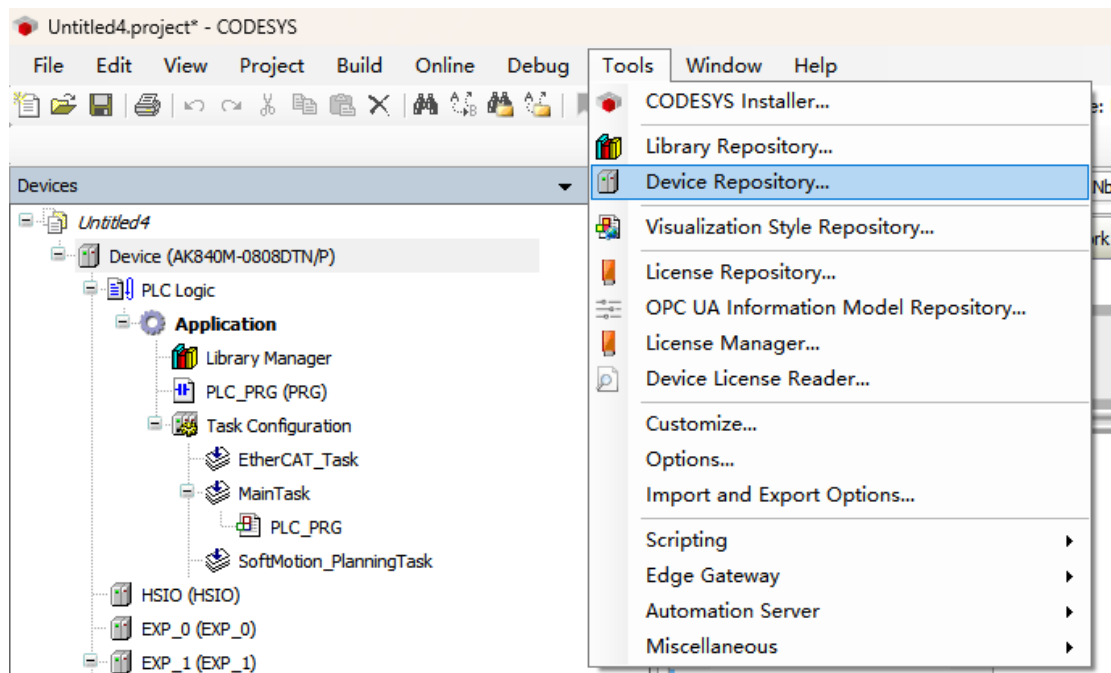 Untitled4.project* - CODESYS
File Edit View Project Build Online Debug Tools Window Help
Devices
Untitled4
Device (AK840M-0808DTN/P)
PLC Logic
Application
Library Manager
PLC_PRG (PRG)
Task Configuration
EtherCAT_Task
MainTask
PLC_PRG
SoftMotion_PlanningTask
HSIO (HSIO)
EXP_0 (EXP_0)
EXP_1 (EXP_1)
CODESYS Installer...
Library Repository...
Device Repository...
Visualization Style Repository...
License Repository...
OPC UA Information Model Repository...
License Manager...
Device License Reader...
Customize...
Options...
Import and Export Options...
Scripting
Edge Gateway
Automation Server
Miscellaneous